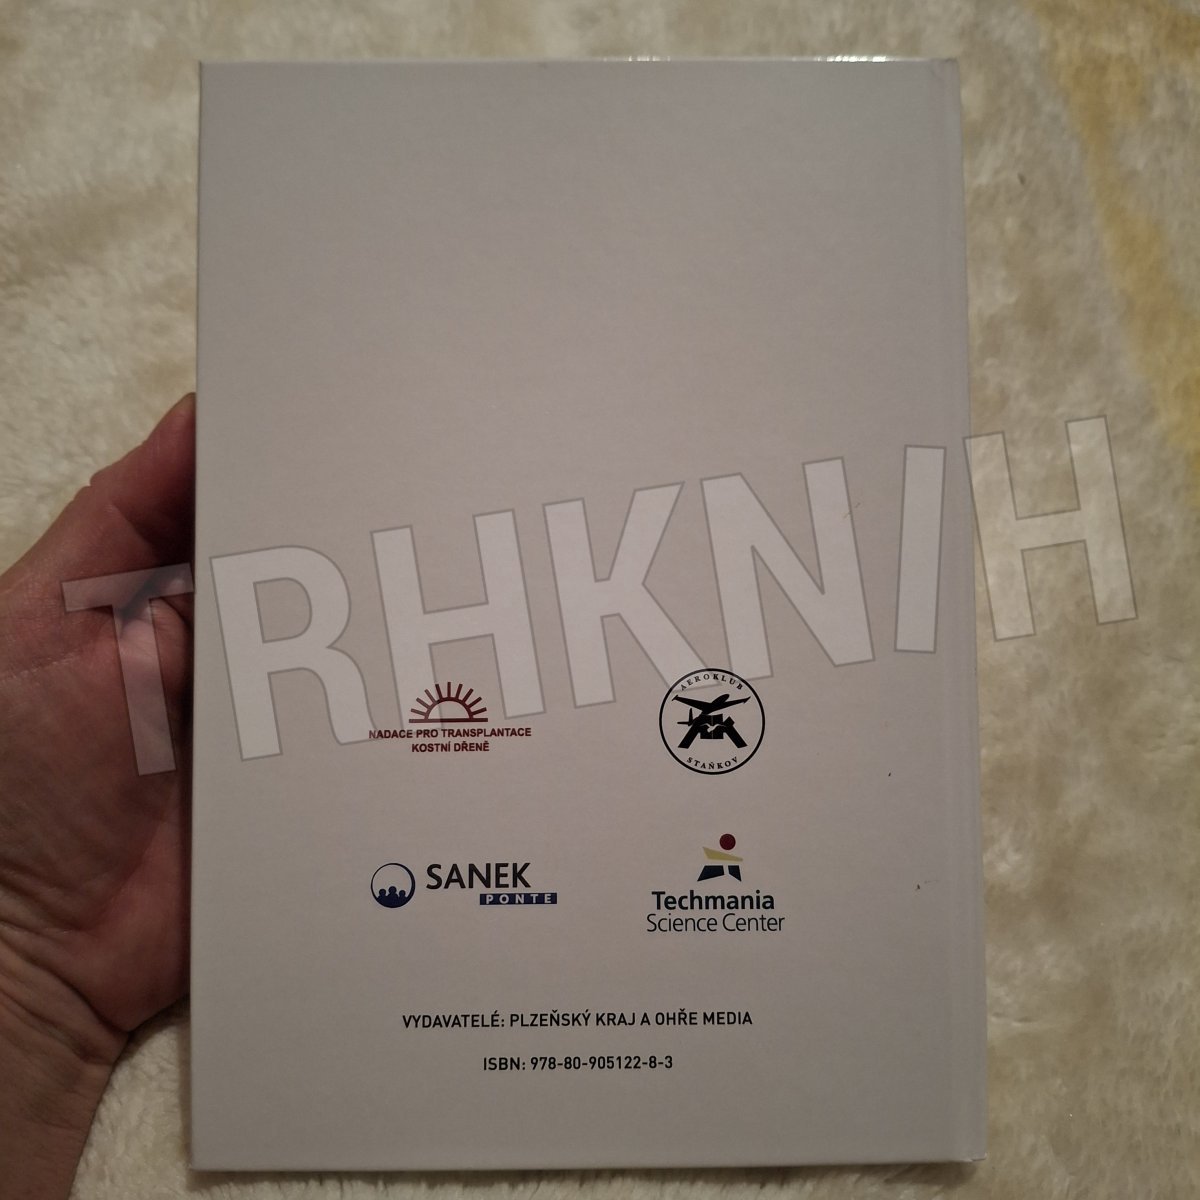 TRHKNIH
NADACE PRO TRANSPLANTACE
KOSTNÍ DŘENĚ
AEROKLUB
STAŇKOV
SANEK
PONTE
Techmania
Science Center
VYDAVATELÉ: PLZEŇSKÝ KRAJ A OHŘE MEDIA
ISBN: 978-80-905122-8-3